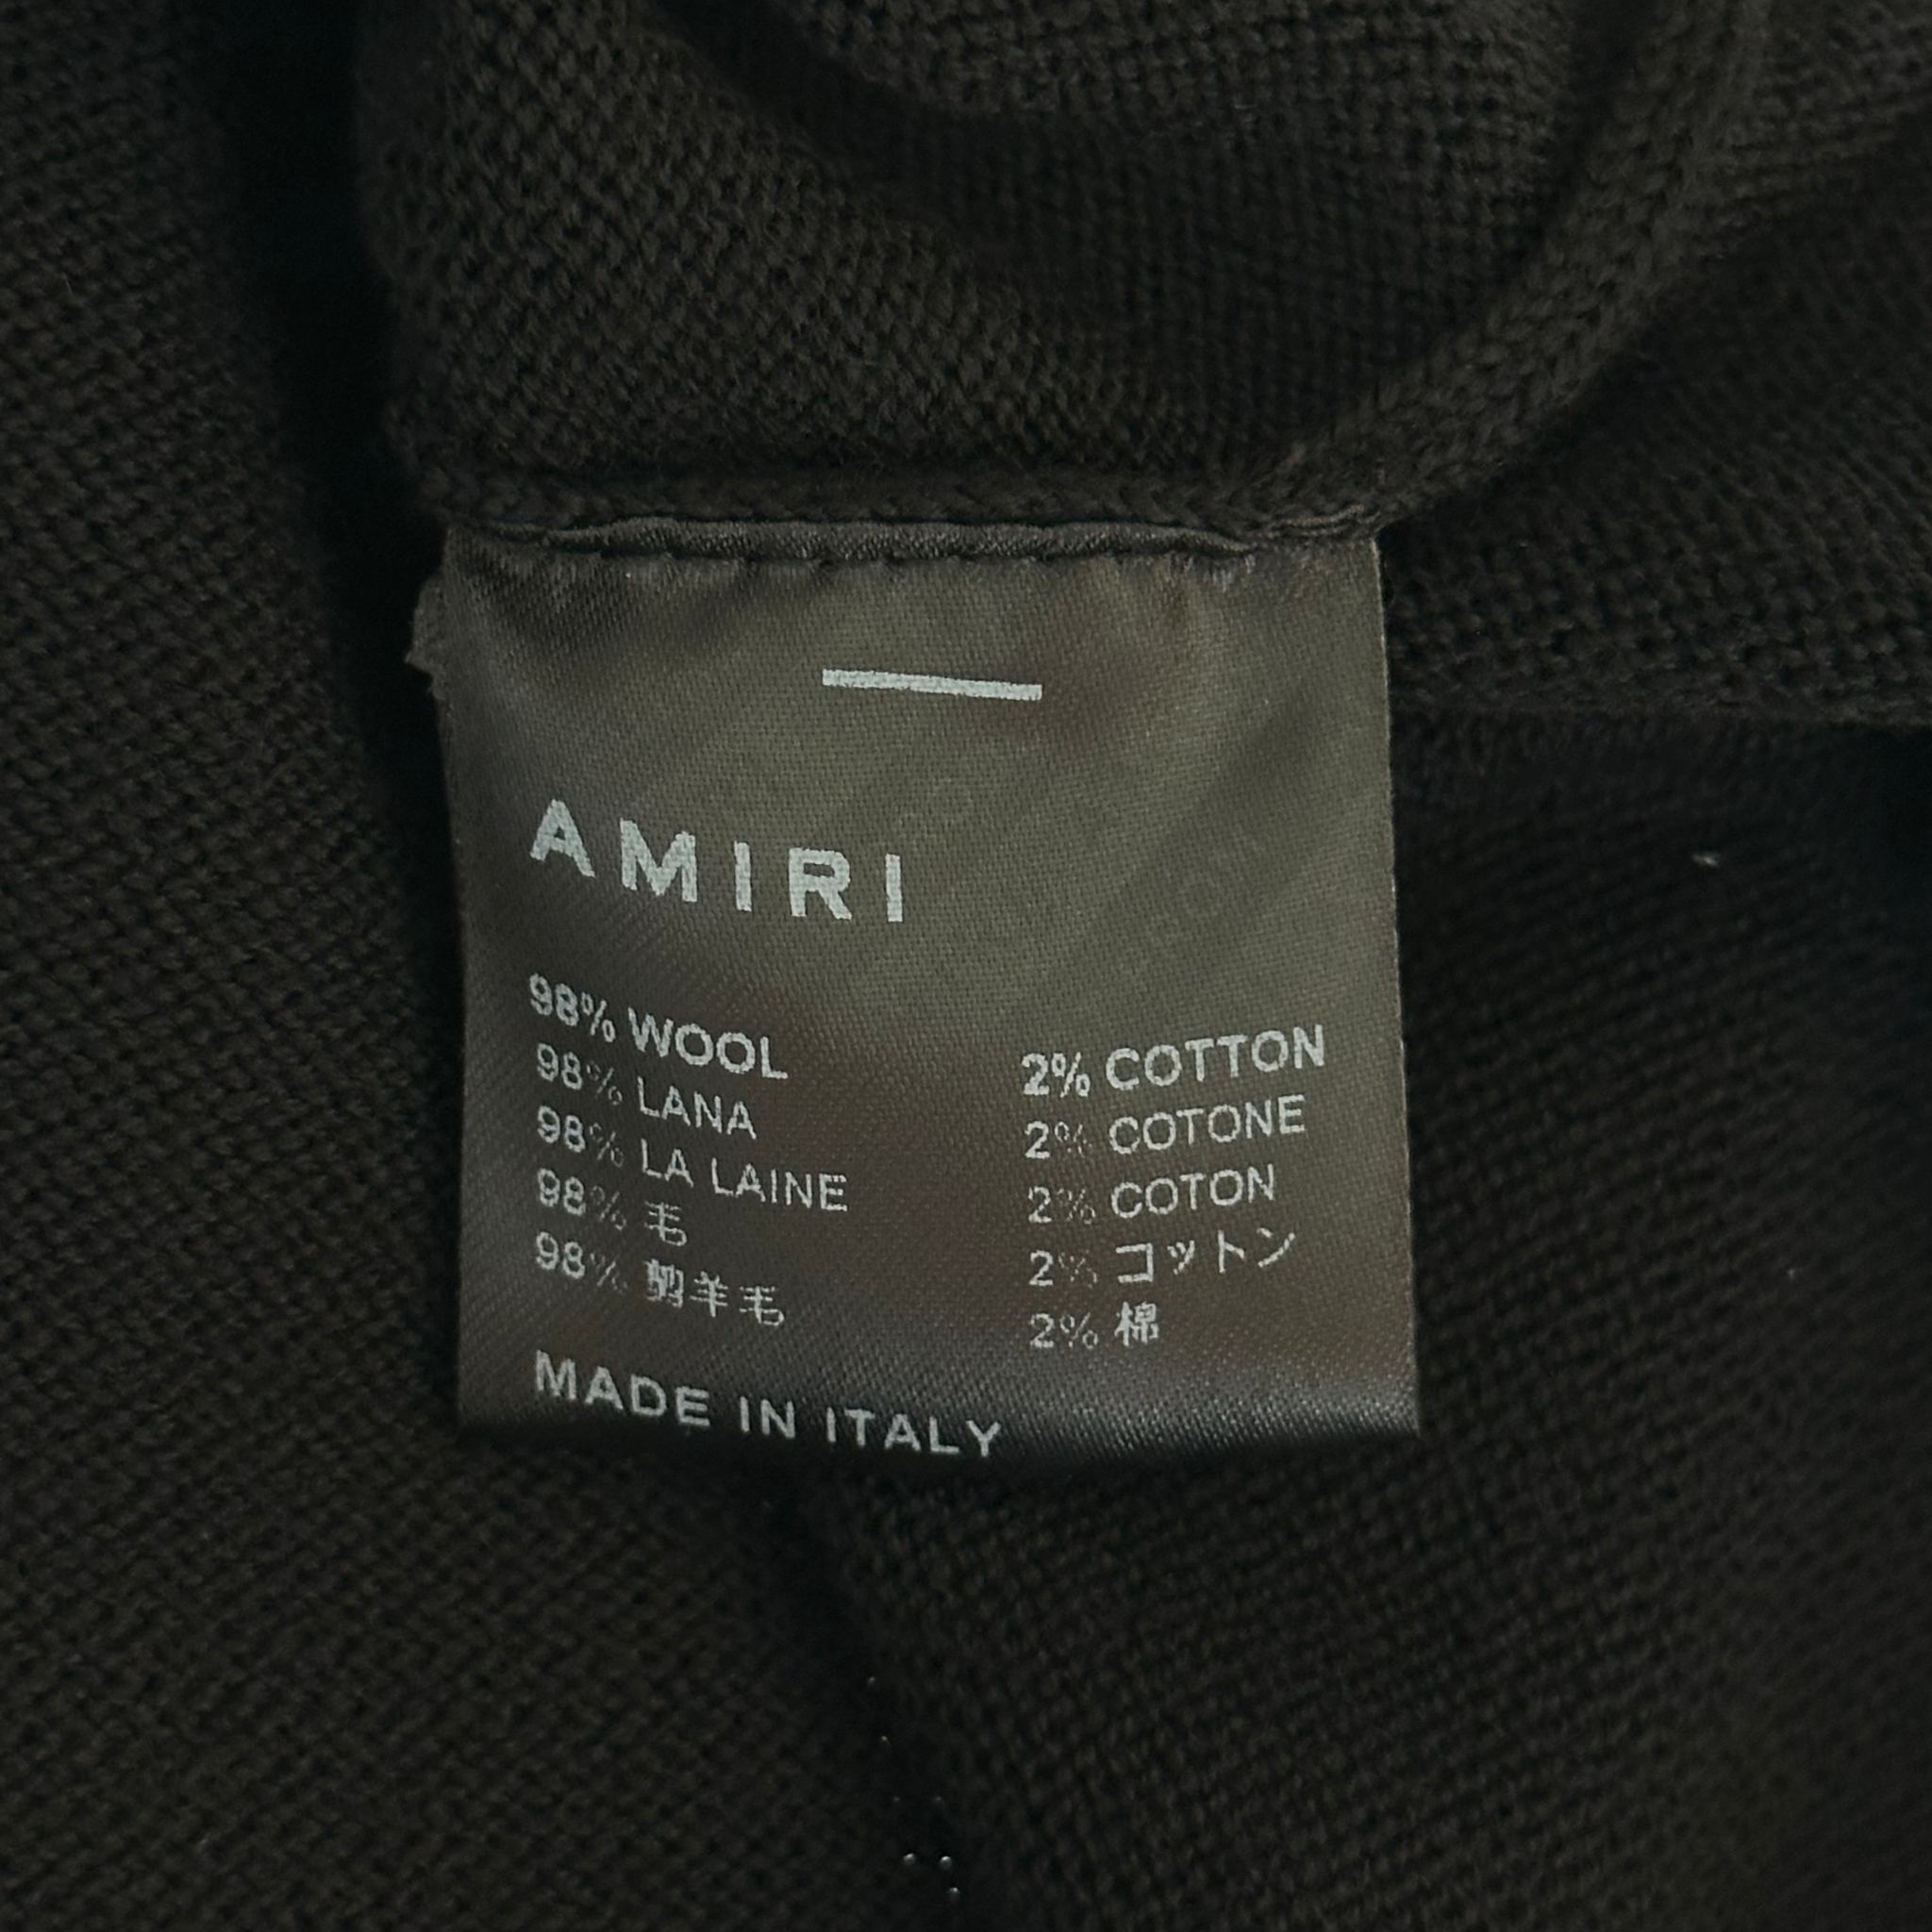 AMIRI
98% WOOL
98% LANA
98% LA LAINE
98% 毛
98% 剪羊毛
2% COTTON
2% COTONE
2% COTON
2% コットン
2% 棉
MADE IN ITALY